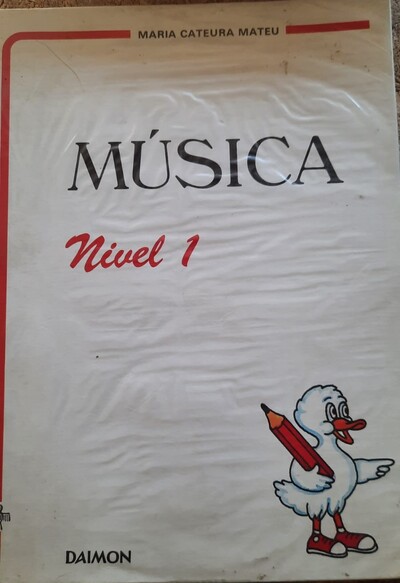 MARIA CATEURA MATEU
MÚSICA
Nivel 1
DAIMON